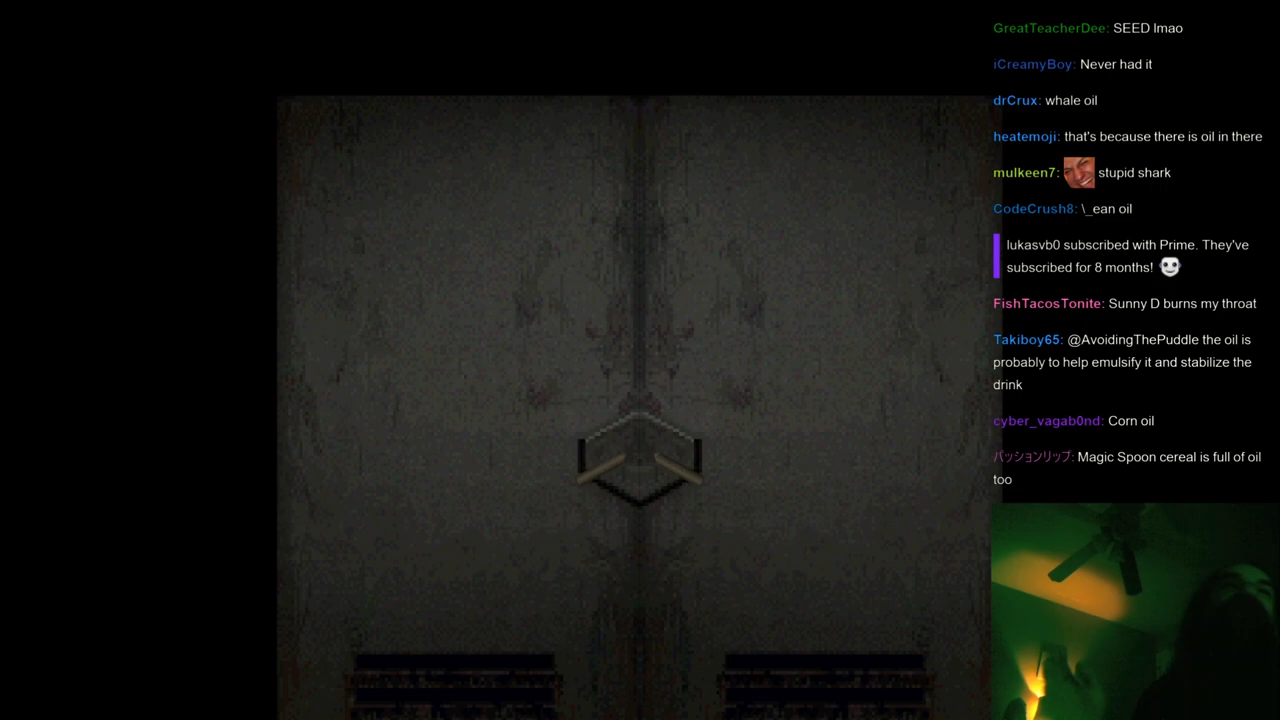 GreatTeacherDee: SEED lmao
iCreamyBoy: Never had it
drCrux: whale oil
heatemoji: that's because there is oil in there
mulkeen7: stupid shark
CodeCrush8: \_ean oil
lukasvb0 subscribed with Prime. They've
subscribed for 8 months!
FishTacosTonite: Sunny D burns my throat
Takiboy65: @AvoidingThePuddle the oil is
probably to help emulsify it and stabilize the
drink
cyber_vagab0nd: Corn oil
パッションリップ: Magic Spoon cereal is full of oil
too